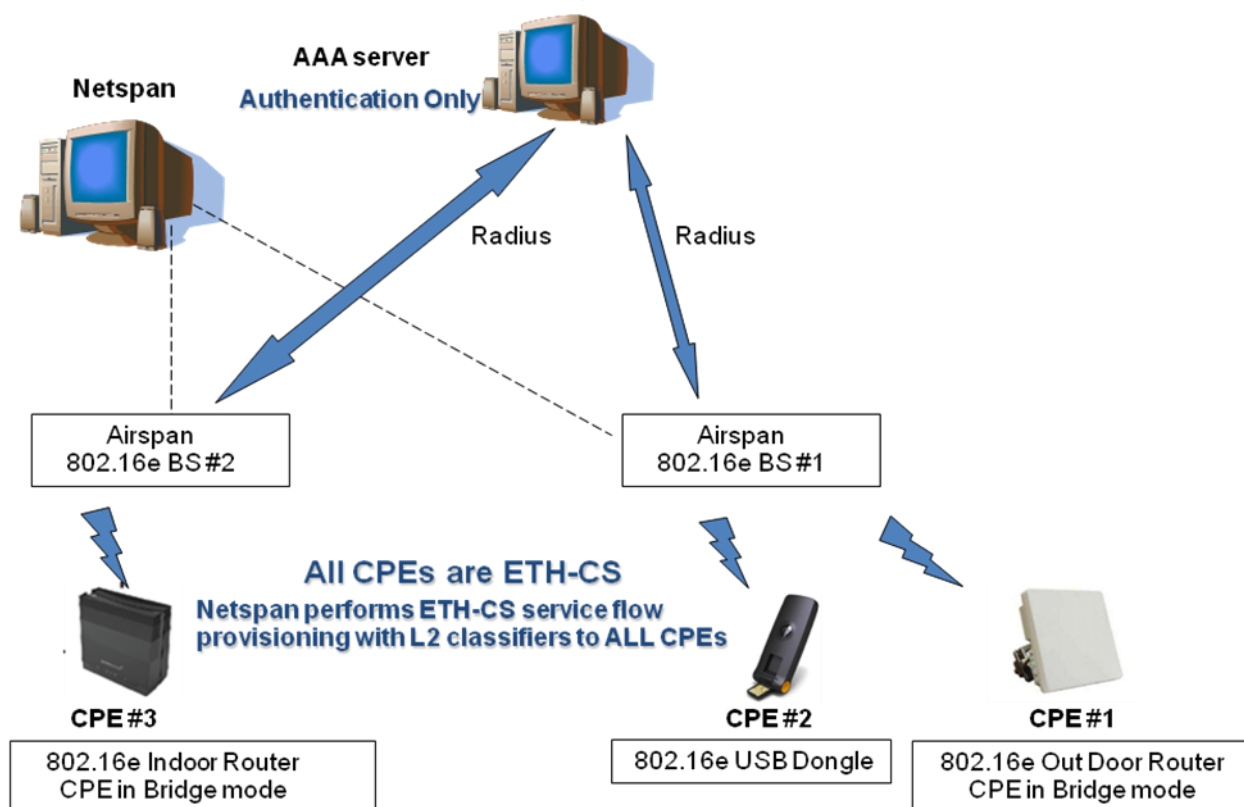 AAA server
Authentication Only
Netspan
Radius
Radius
Airspan
802.16e BS #2
Airspan
802.16e BS #1
All CPEs are ETH-CS
Netspan performs ETH-CS service flow
provisioning with L2 classifiers to ALL CPEs
CPE #3
802.16e Indoor Router
CPE in Bridge mode
CPE #2
802.16e USB Dongle
CPE #1
802.16e Out Door Router
CPE in Bridge mode